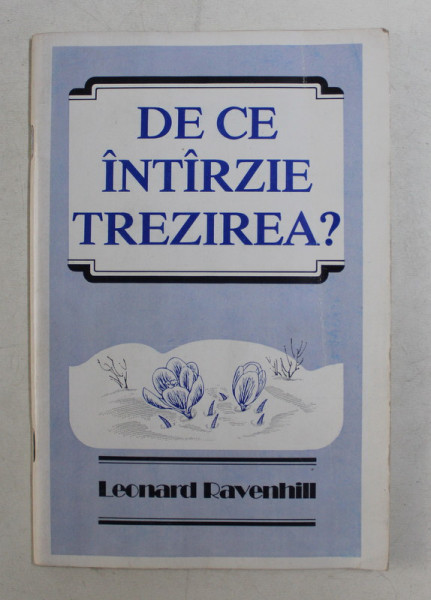 DE CE
ÎNTÎRZIE
TREZIREA?
Leonard Ravenhill